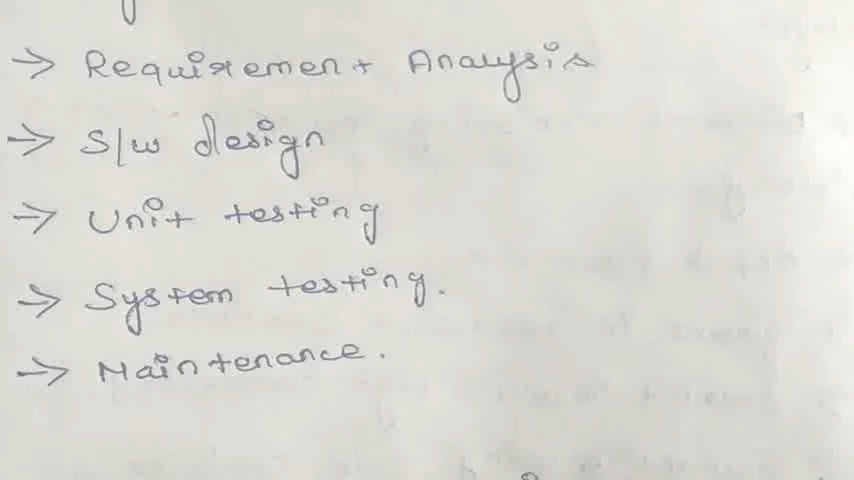 → Requirement Analysis
→ S/w design
→ Unit testing
→ System testing.
→ Maintenance.